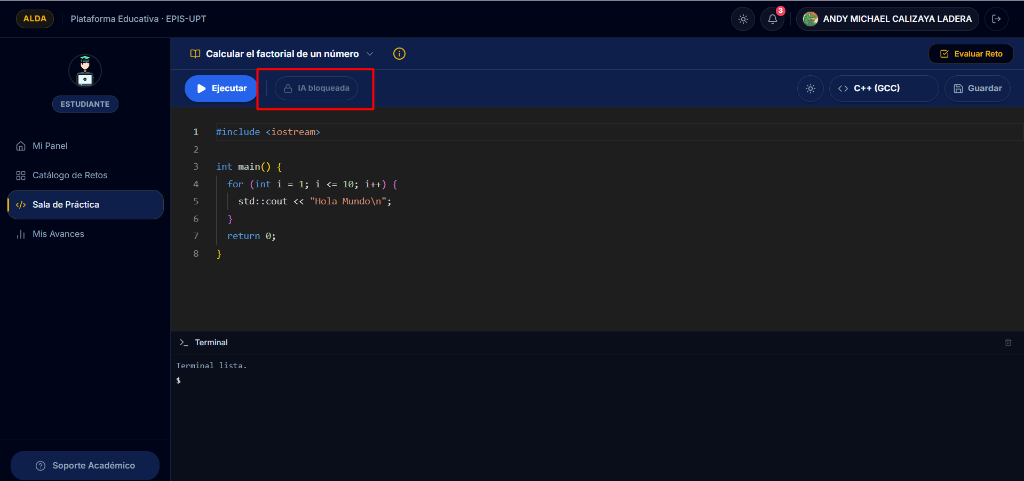 ALDA Plataforma Educativa · EPIS-UPT 3 ANDY MICHAEL CALIZAYA LADERA
ESTUDIANTE
Mi Panel
Catálogo de Retos
Sala de Práctica
Mis Avances
Soporte Académico
Calcular el factorial de un número Evaluar Reto
Ejecutar IA bloqueada C++ (GCC) Guardar
1 #include <iostream>
2
3 int main() {
4 for (int i = 1; i <= 10; i++) {
5 std::cout << "Hola Mundo\n";
6 }
7 return 0;
8 }
Terminal
Terminal lista.
$